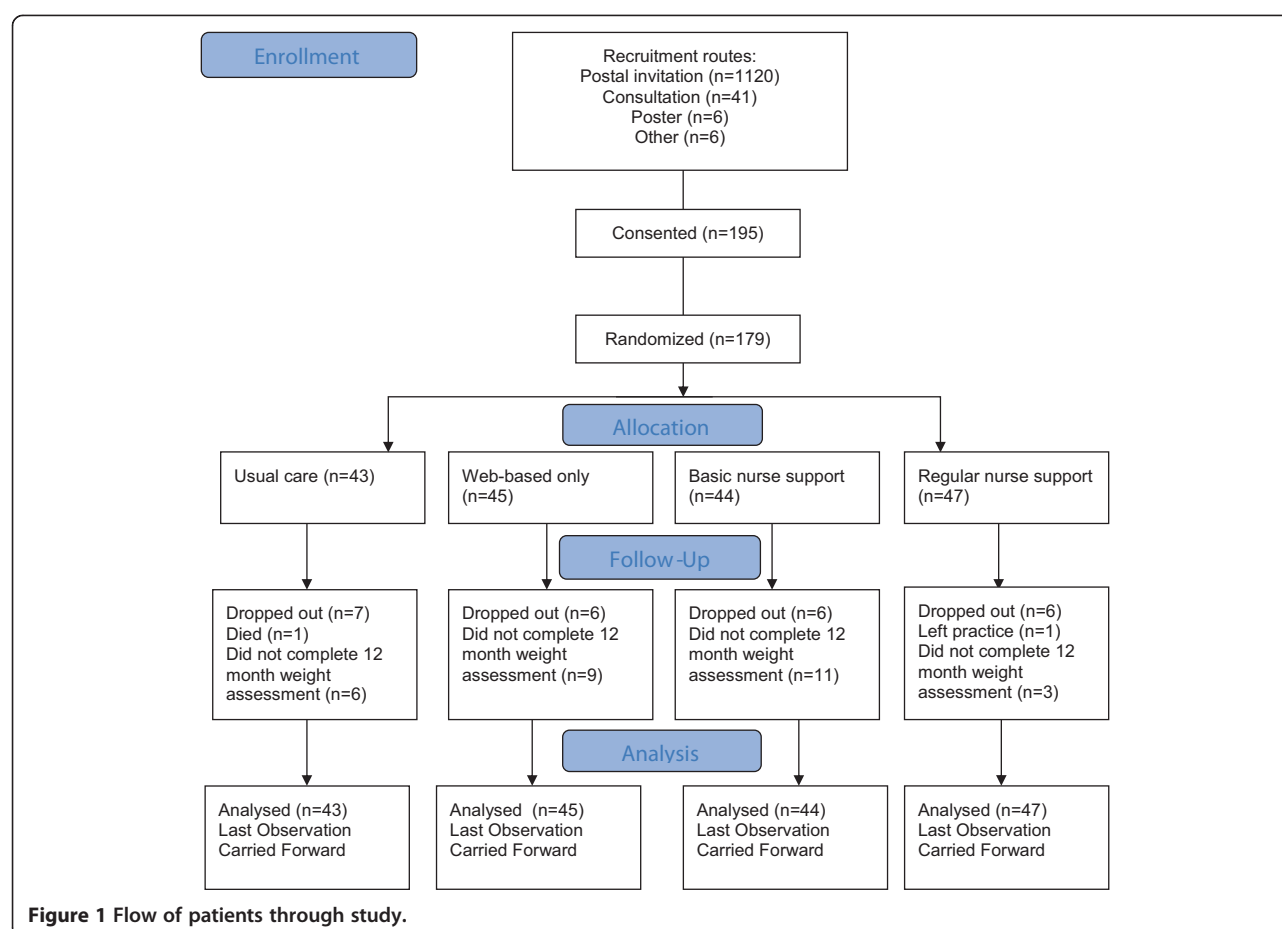 Enrollment
Recruitment routes:
Postal invitation (n=1120)
Consultation (n=41)
Poster (n=6)
Other (n=6)
Consented (n=195)
Randomized (n=179)
Allocation
Usual care (n=43)
Web-based only
(n=45)
Basic nurse support
(n=44)
Regular nurse support
(n=47)
Follow-Up
Dropped out (n=7)
Died (n=1)
Did not complete 12
month weight
assessment (n=6)
Dropped out (n=6)
Did not complete 12
month weight
assessment (n=9)
Dropped out (n=6)
Did not complete 12
month weight
assessment (n=11)
Dropped out (n=6)
Left practice (n=1)
Did not complete 12
month weight
assessment (n=3)
Analysis
Analysed (n=43)
Last Observation
Carried Forward
Analysed (n=45)
Last Observation
Carried Forward
Analysed (n=44)
Last Observation
Carried Forward
Analysed (n=47)
Last Observation
Carried Forward
Figure 1 Flow of patients through study.